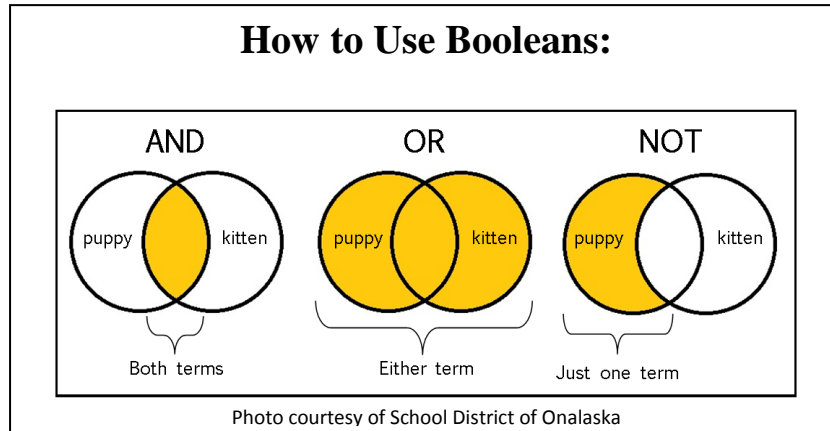 How to Use Booleans:
AND OR NOT
puppy kitten puppy kitten puppy kitten
Both terms Either term Just one term
Photo courtesy of School District of Onalaska